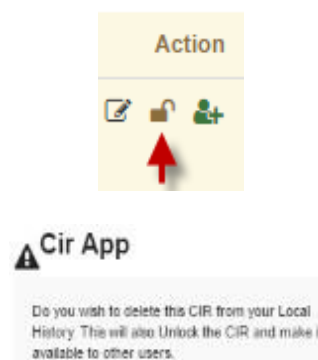 Action
Cir App
Do you wish to delete this CIR from your Local
History. This will also Unlock the CIR and make i
available to other users.